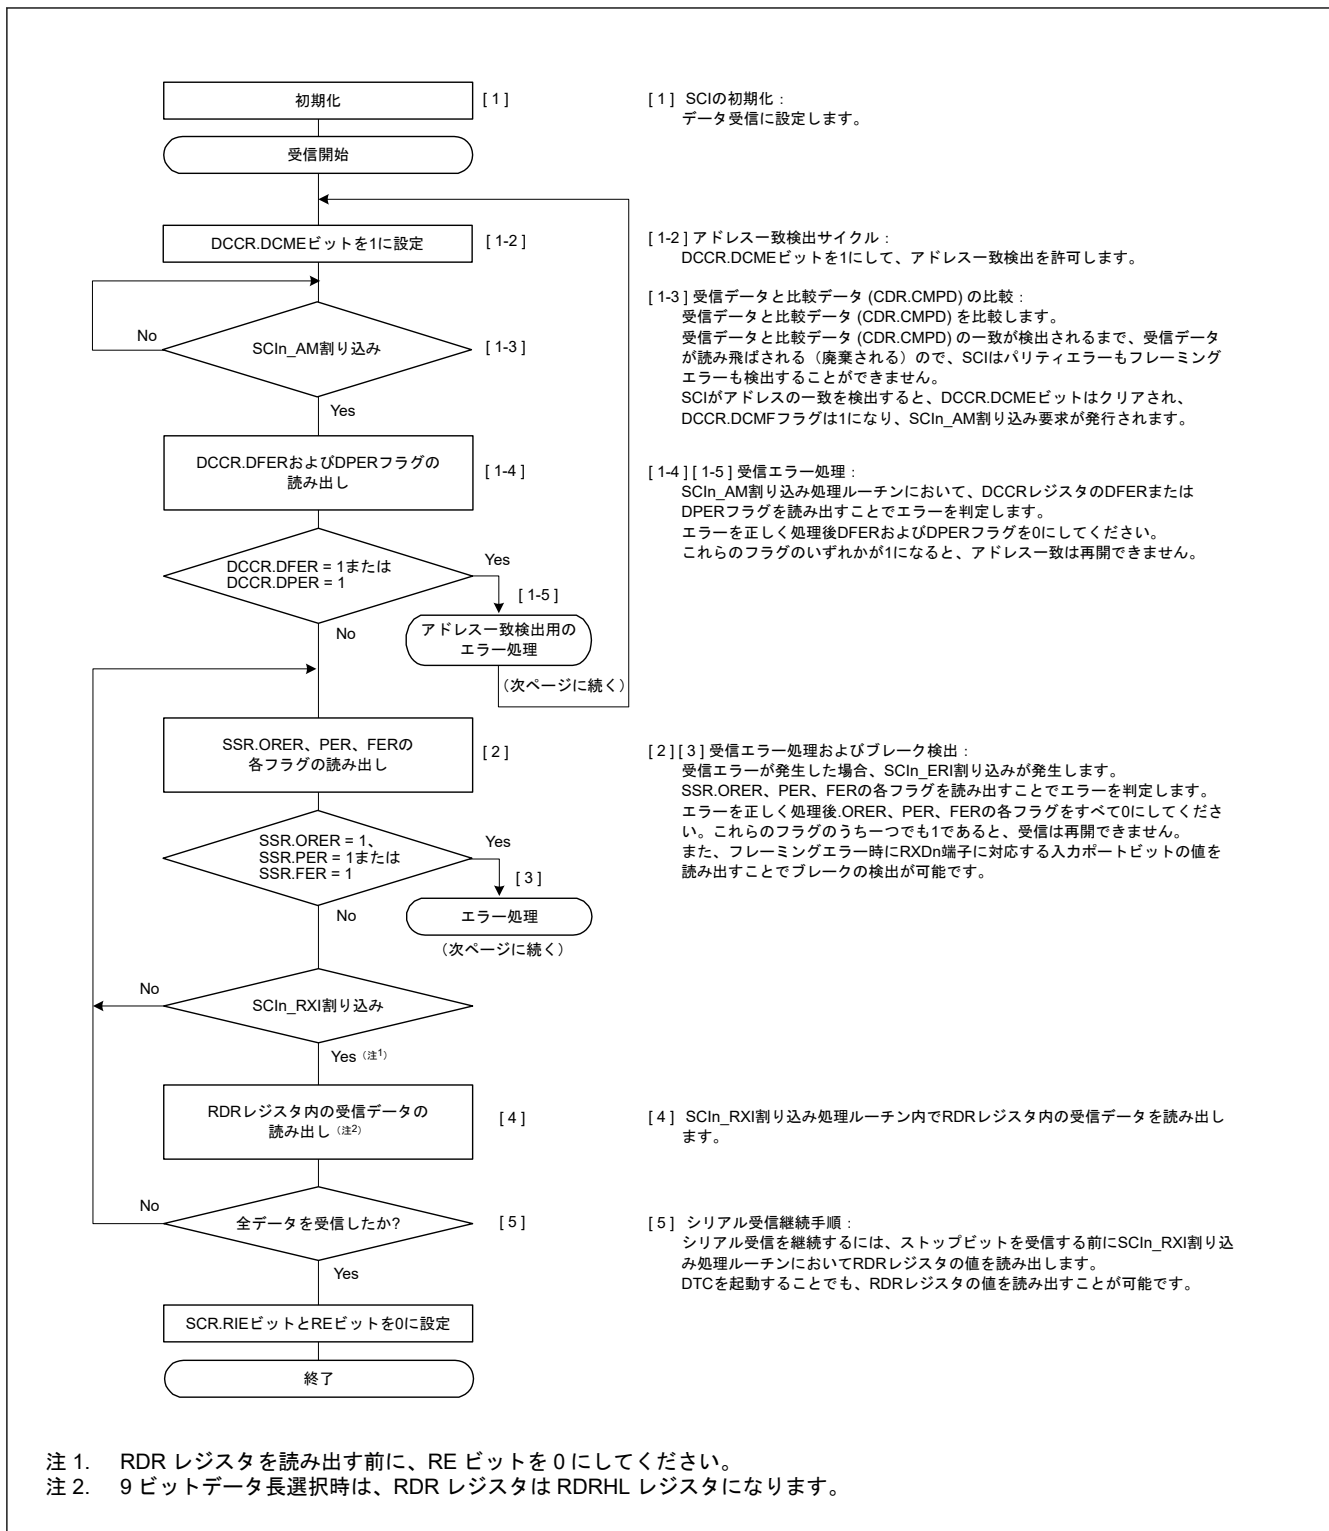 初期化
[ 1 ]
受信開始
DCCR.DCMEビットを1に設定
[ 1-2 ]
No
SCIn_AM割り込み
[ 1-3 ]
Yes
DCCR.DFERおよびDPERフラグの
読み出し
[ 1-4 ]
DCCR.DFER = 1または
DCCR.DPER = 1
Yes
[ 1-5 ]
アドレス一致検出用の
エラー処理
(次ページに続く)
No
SSR.ORER、PER、FERの
各フラグの読み出し
[ 2 ]
SSR.ORER = 1、
SSR.PER = 1または
SSR.FER = 1
Yes
[ 3 ]
エラー処理
(次ページに続く)
No
No
SCIn_RXI割り込み
Yes (注1)
RDRレジスタ内の受信データの
読み出し (注2)
[ 4 ]
No
全データを受信したか?
[ 5 ]
Yes
SCR.RIEビットとREビットを0に設定
終了
[ 1 ] SCIの初期化：
データ受信に設定します。
[ 1-2 ] アドレス一致検出サイクル：
DCCR.DCMEビットを1にして、アドレス一致検出を許可します。
[ 1-3 ] 受信データと比較データ (CDR.CMPD) の比較：
受信データと比較データ (CDR.CMPD) を比較します。
受信データと比較データ (CDR.CMPD) の一致が検出されるまで、受信データ
が読み飛ばされる（廃棄される）ので、SCIはパリティエラーもフレーミング
エラーも検出することができません。
SCIがアドレスの一致を検出すると、DCCR.DCMEビットはクリアされ、
DCCR.DCMFフラグは1になり、SCIn_AM割り込み要求が発行されます。
[ 1-4 ] [ 1-5 ] 受信エラー処理：
SCIn_AM割り込み処理ルーチンにおいて、DCCRレジスタのDFERまたは
DPERフラグを読み出すことでエラーを判定します。
エラーを正しく処理後DFERおよびDPERフラグを0にしてください。
これらのフラグのいずれかが1になると、アドレス一致は再開できません。
[ 2 ] [ 3 ] 受信エラー処理およびブレーク検出：
受信エラーが発生した場合、SCIn_ERI割り込みが発生します。
SSR.ORER、PER、FERの各フラグを読み出すことでエラーを判定します。
エラーを正しく処理後.ORER、PER、FERの各フラグをすべて0にしてくださ
い。これらのフラグのうち一つでも1であると、受信は再開できません。
また、フレーミングエラー時にRXDn端子に対応する入力ポートビットの値を
読み出すことでブレークの検出が可能です。
[ 4 ] SCIn_RXI割り込み処理ルーチン内でRDRレジスタ内の受信データを読み出し
ます。
[ 5 ] シリアル受信継続手順：
シリアル受信を継続するには、ストップビットを受信する前にSCIn_RXI割り込
み処理ルーチンにおいてRDRレジスタの値を読み出します。
DTCを起動することでも、RDRレジスタの値を読み出すことが可能です。
注 1. RDR レジスタを読み出す前に、RE ビットを 0 にしてください。
注 2. 9 ビットデータ長選択時は、RDR レジスタは RDRHL レジスタになります。